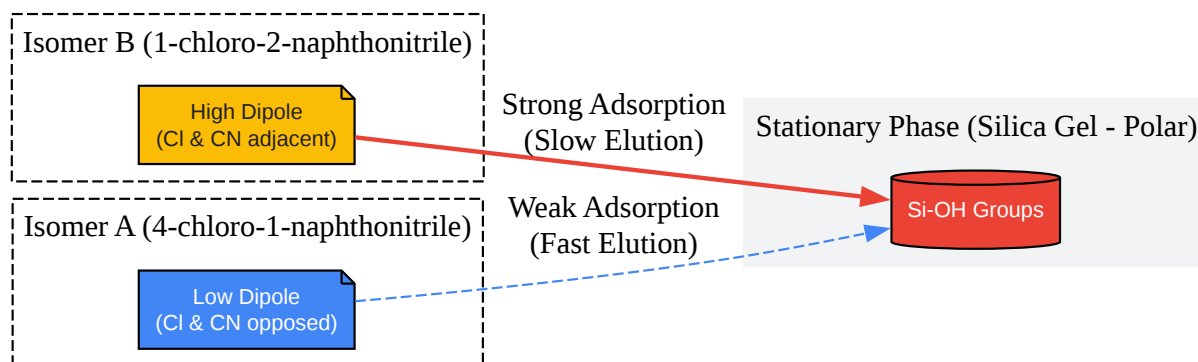 Isomer B (1-chloro-2-naphthonitrile)
High Dipole
(Cl & CN adjacent)
Strong Adsorption
(Slow Elution)
Stationary Phase (Silica Gel - Polar)
Si-OH Groups
Isomer A (4-chloro-1-naphthonitrile)
Low Dipole
(Cl & CN opposed)
Weak Adsorption
(Fast Elution)